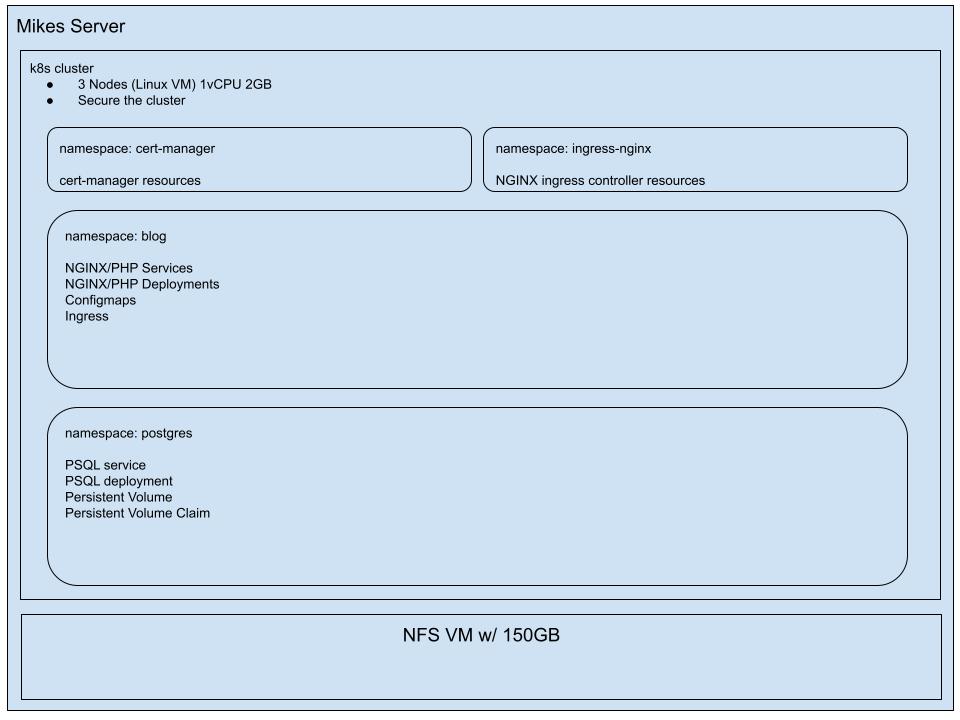 Mikes Server
k8s cluster
● 3 Nodes (Linux VM) 1vCPU 2GB
● Secure the cluster
namespace: cert-manager
cert-manager resources
namespace: ingress-nginx
NGINX ingress controller resources
namespace: blog
NGINX/PHP Services
NGINX/PHP Deployments
Configmaps
Ingress
namespace: postgres
PSQL service
PSQL deployment
Persistent Volume
Persistent Volume Claim
NFS VM w/ 150GB